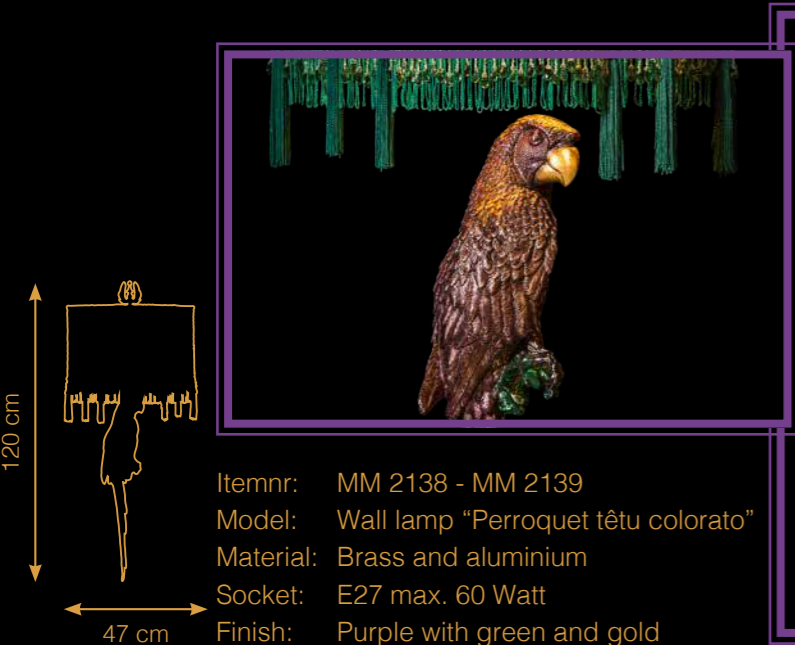 120 cm
47 cm
Itemnr: MM 2138 - MM 2139
Model: Wall lamp “Perroquet têtu colorato”
Material: Brass and aluminium
Socket: E27 max. 60 Watt
Finish: Purple with green and gold